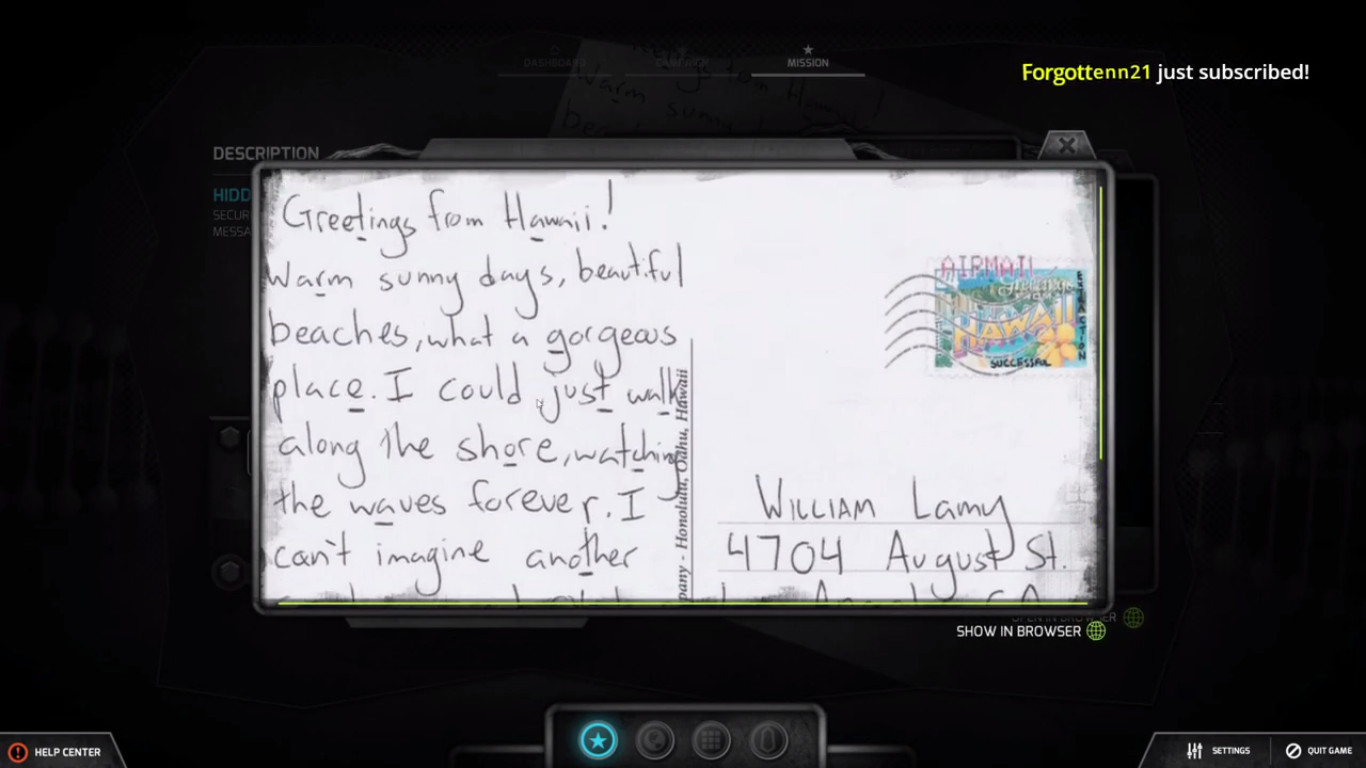 DASHBOARD
MISSION
Forgottenn21 just subscribed!
DESCRIPTION
HIDD
SECUR
MESSA
Greetings from Hawaii!
Warm sunny days, beautiful
beaches, what a gorgeous
place. I could just walk
along the shore, watching
the waves forever. I
can't imagine another
pany - Honolulu, Oahu, Hawaii
AIRMAIL
Greetings
FROM
HAWAII
EXTRACTION
SUCCESSFUL
WILLIAM Lamy
4704 August St.
OPEN IN BROWSER
SHOW IN BROWSER
HELP CENTER
SETTINGS
QUIT GAME